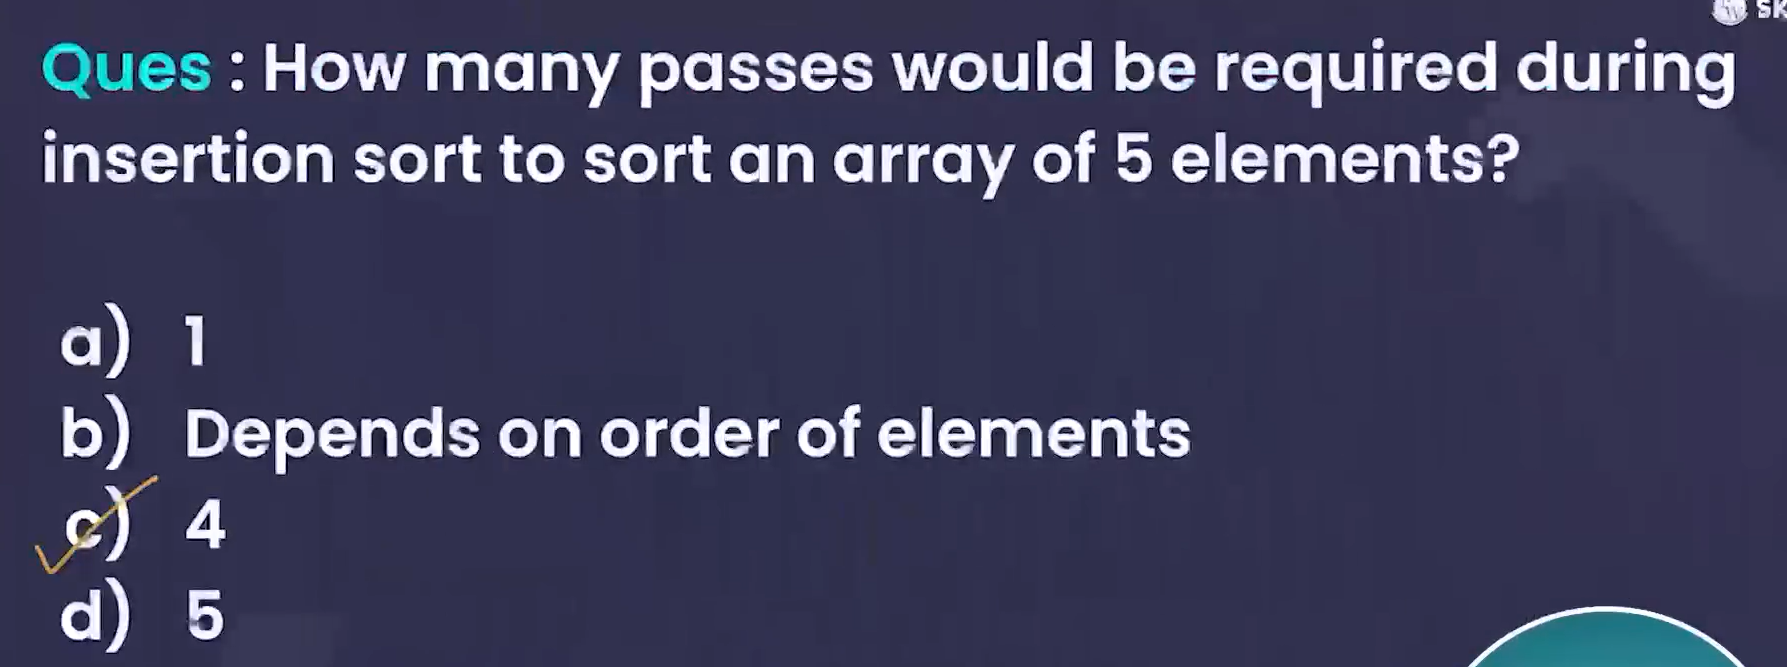 SK
Ques : How many passes would be required during
insertion sort to sort an array of 5 elements?
a) 1
b) Depends on order of elements
c) 4
d) 5